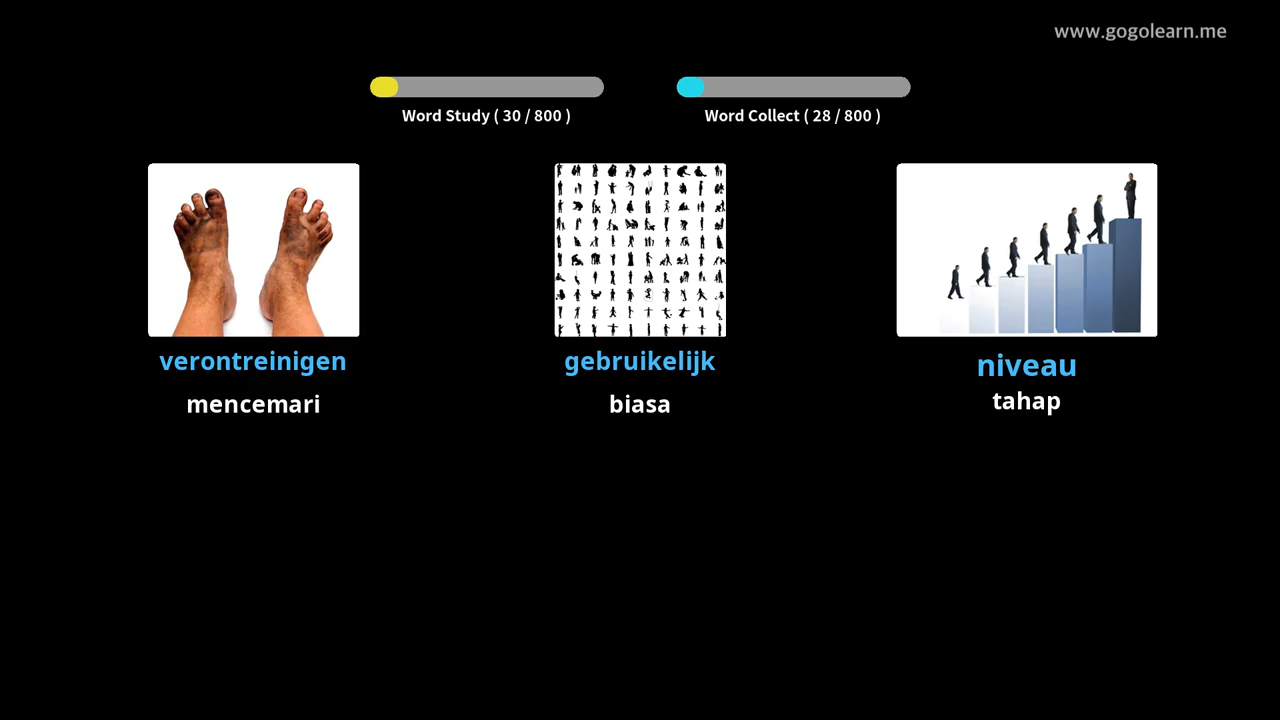 www.gogolearn.me
Word Study ( 30 / 800 )
Word Collect ( 28 / 800 )
verontreinigen
mencemari
gebruikelijk
biasa
niveau
tahap